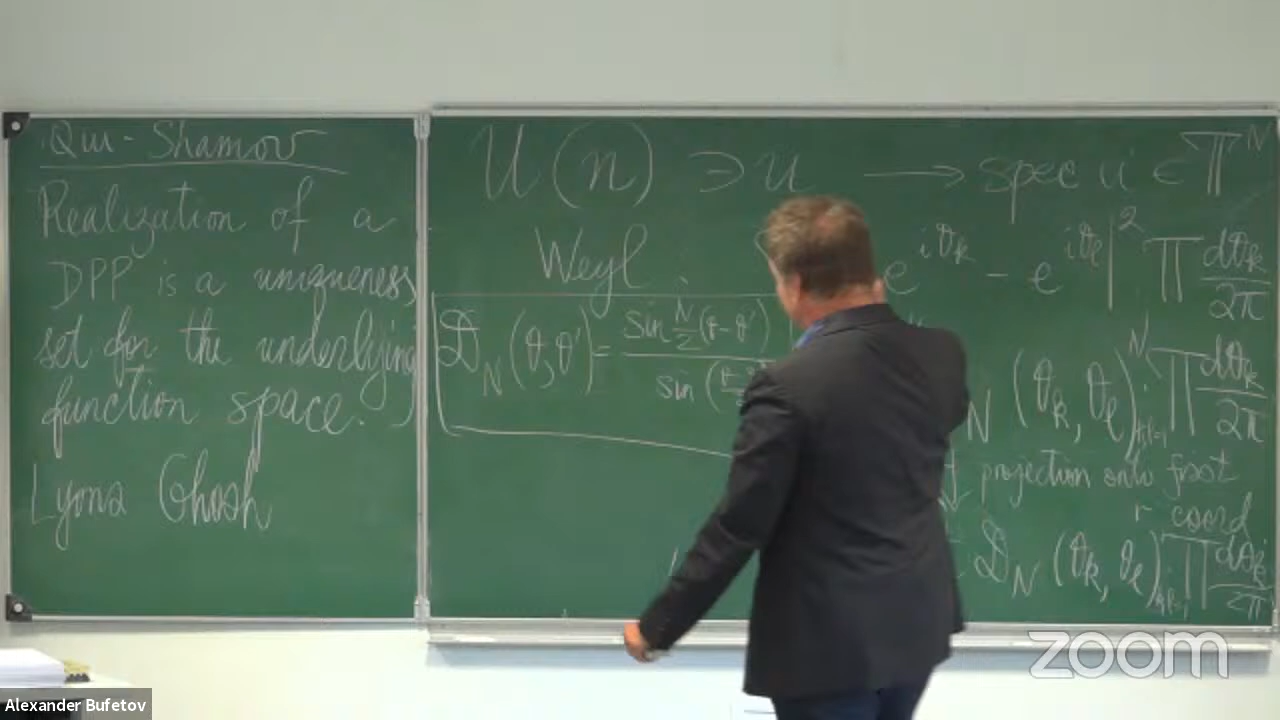 Qiu - Shamov
Realization of a
DPP is a uniqueness
set for the underlying
function space.
Lyons Ghosh
U(n) ∋ u ⟶ spec u ∈ 𝕋^N
Weyl e^{iθ_k} - e^{iθ_l}|^2 ∏ dθ_k/2π
𝒟_N(θ,θ') = sin N/2 (θ-θ') / sin (
N (θ_k, θ_l)^N_{k,l=1} ∏ dθ_k/2π
projection onto first
r coord
𝒟_N (θ_k, θ_l) ∏ dθ_k/2π
zoom
Alexander Bufetov